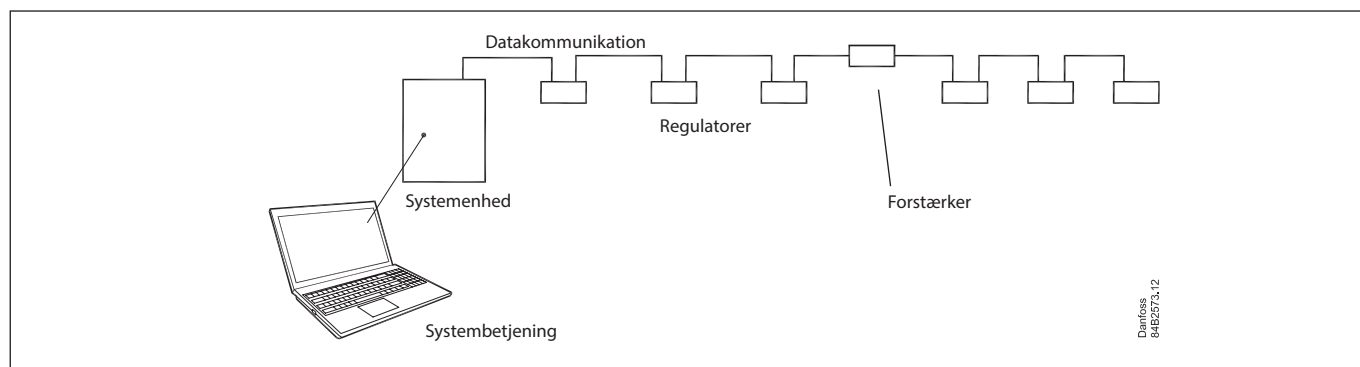 Datakommunikation
Regulatorer
Systemenhed
Forstærker
Systembetjening
Danfoss
84B2573.12